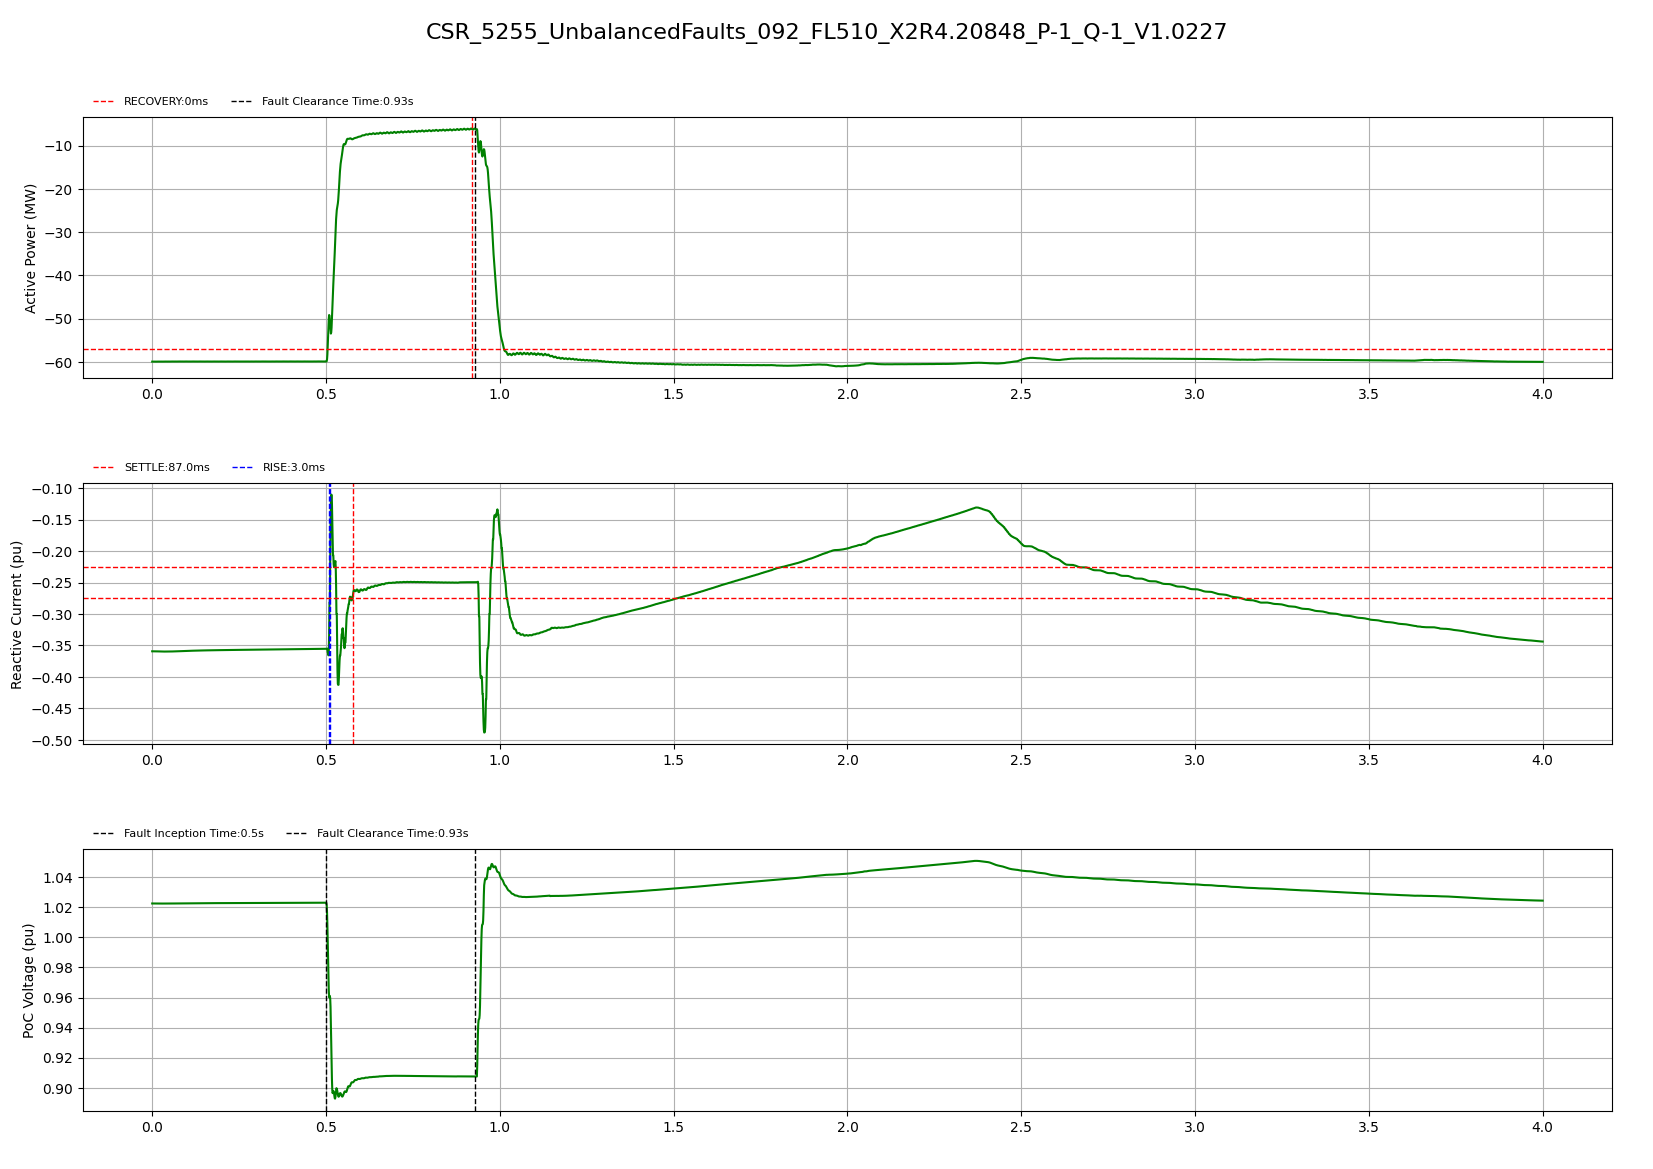 CSR_5255_UnbalancedFaults_092_FL510_X2R4.20848_P-1_Q-1_V1.0227
RECOVERY:0ms Fault Clearance Time:0.93s
Active Power (MW)
−10
−20
−30
−40
−50
−60
0.0 0.5 1.0 1.5 2.0 2.5 3.0 3.5 4.0
SETTLE:87.0ms RISE:3.0ms
Reactive Current (pu)
−0.10
−0.15
−0.20
−0.25
−0.30
−0.35
−0.40
−0.45
−0.50
0.0 0.5 1.0 1.5 2.0 2.5 3.0 3.5 4.0
Fault Inception Time:0.5s Fault Clearance Time:0.93s
PoC Voltage (pu)
1.04
1.02
1.00
0.98
0.96
0.94
0.92
0.90
0.0 0.5 1.0 1.5 2.0 2.5 3.0 3.5 4.0